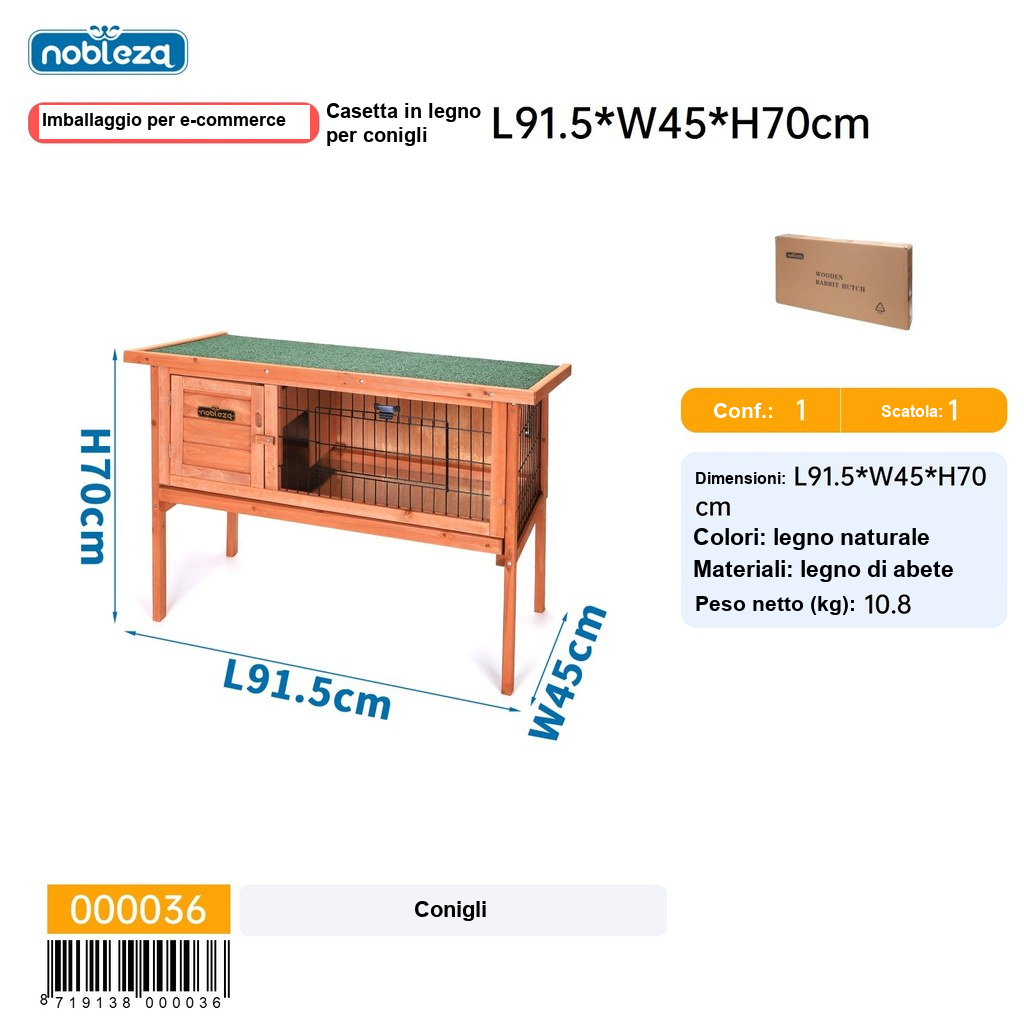 nobleza
Imballaggio per e-commerce
Casetta in legno
per conigli
L91.5*W45*H70cm
nobleza
WOODEN
RABBIT HUTCH
nobleza
H70cm
L91.5cm
W45cm
Conf.: 1
Scatola: 1
Dimensioni: L91.5*W45*H70
cm
Colori: legno naturale
Materiali: legno di abete
Peso netto (kg): 10.8
000036
Conigli
8 719138 000036